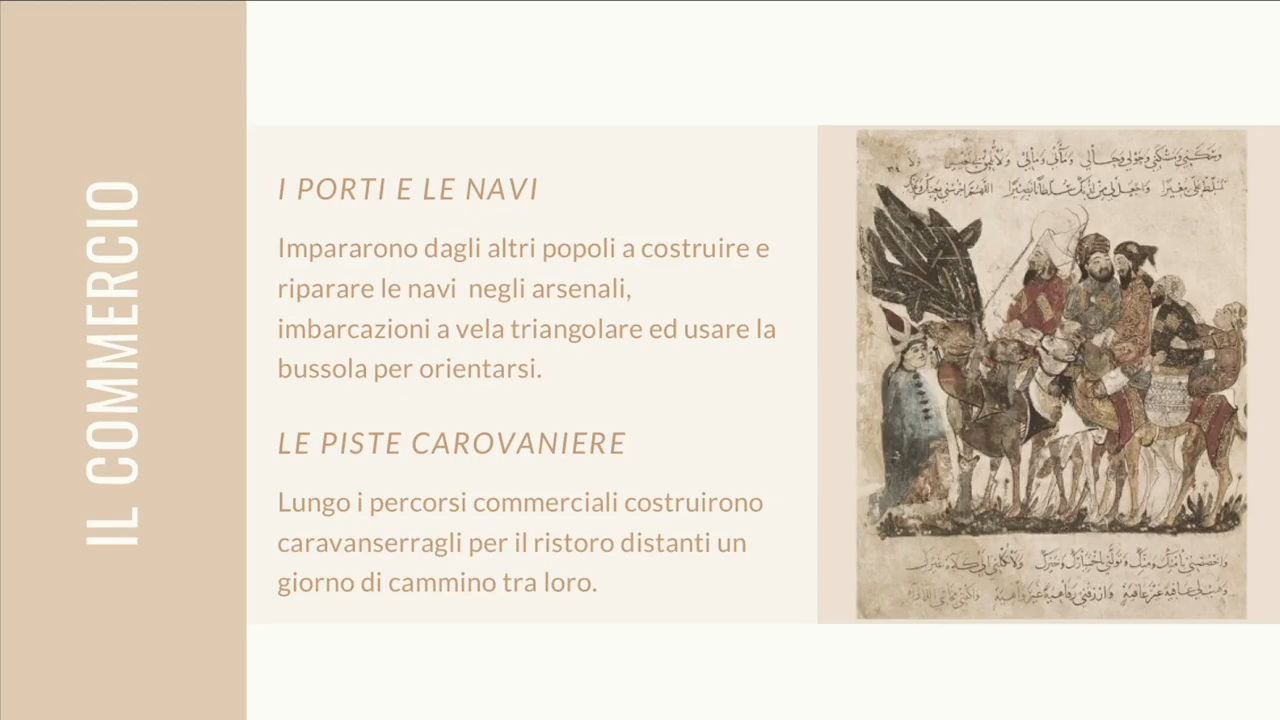 IL COMMERCIO
I PORTI E LE NAVI
Impararono dagli altri popoli a costruire e
riparare le navi  negli arsenali,
imbarcazioni a vela triangolare ed usare la
bussola per orientarsi.
LE PISTE CAROVANIERE
Lungo i percorsi commerciali costruirono
caravanserragli per il ristoro distanti un
giorno di cammino tra loro.